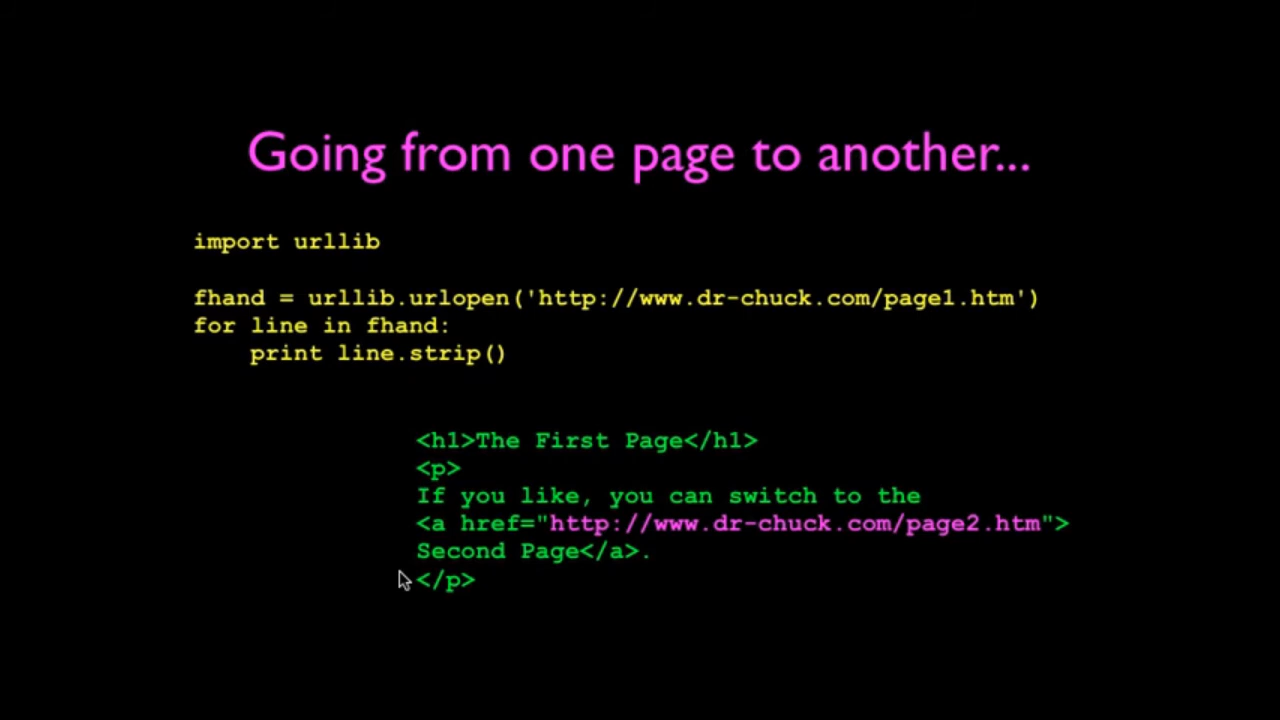 Going from one page to another...
import urllib
fhand = urllib.urlopen('http://www.dr-chuck.com/page1.htm')
for line in fhand:
    print line.strip()
<h1>The First Page</h1>
<p>
If you like, you can switch to the
<a href="http://www.dr-chuck.com/page2.htm">
Second Page</a>.
</p>